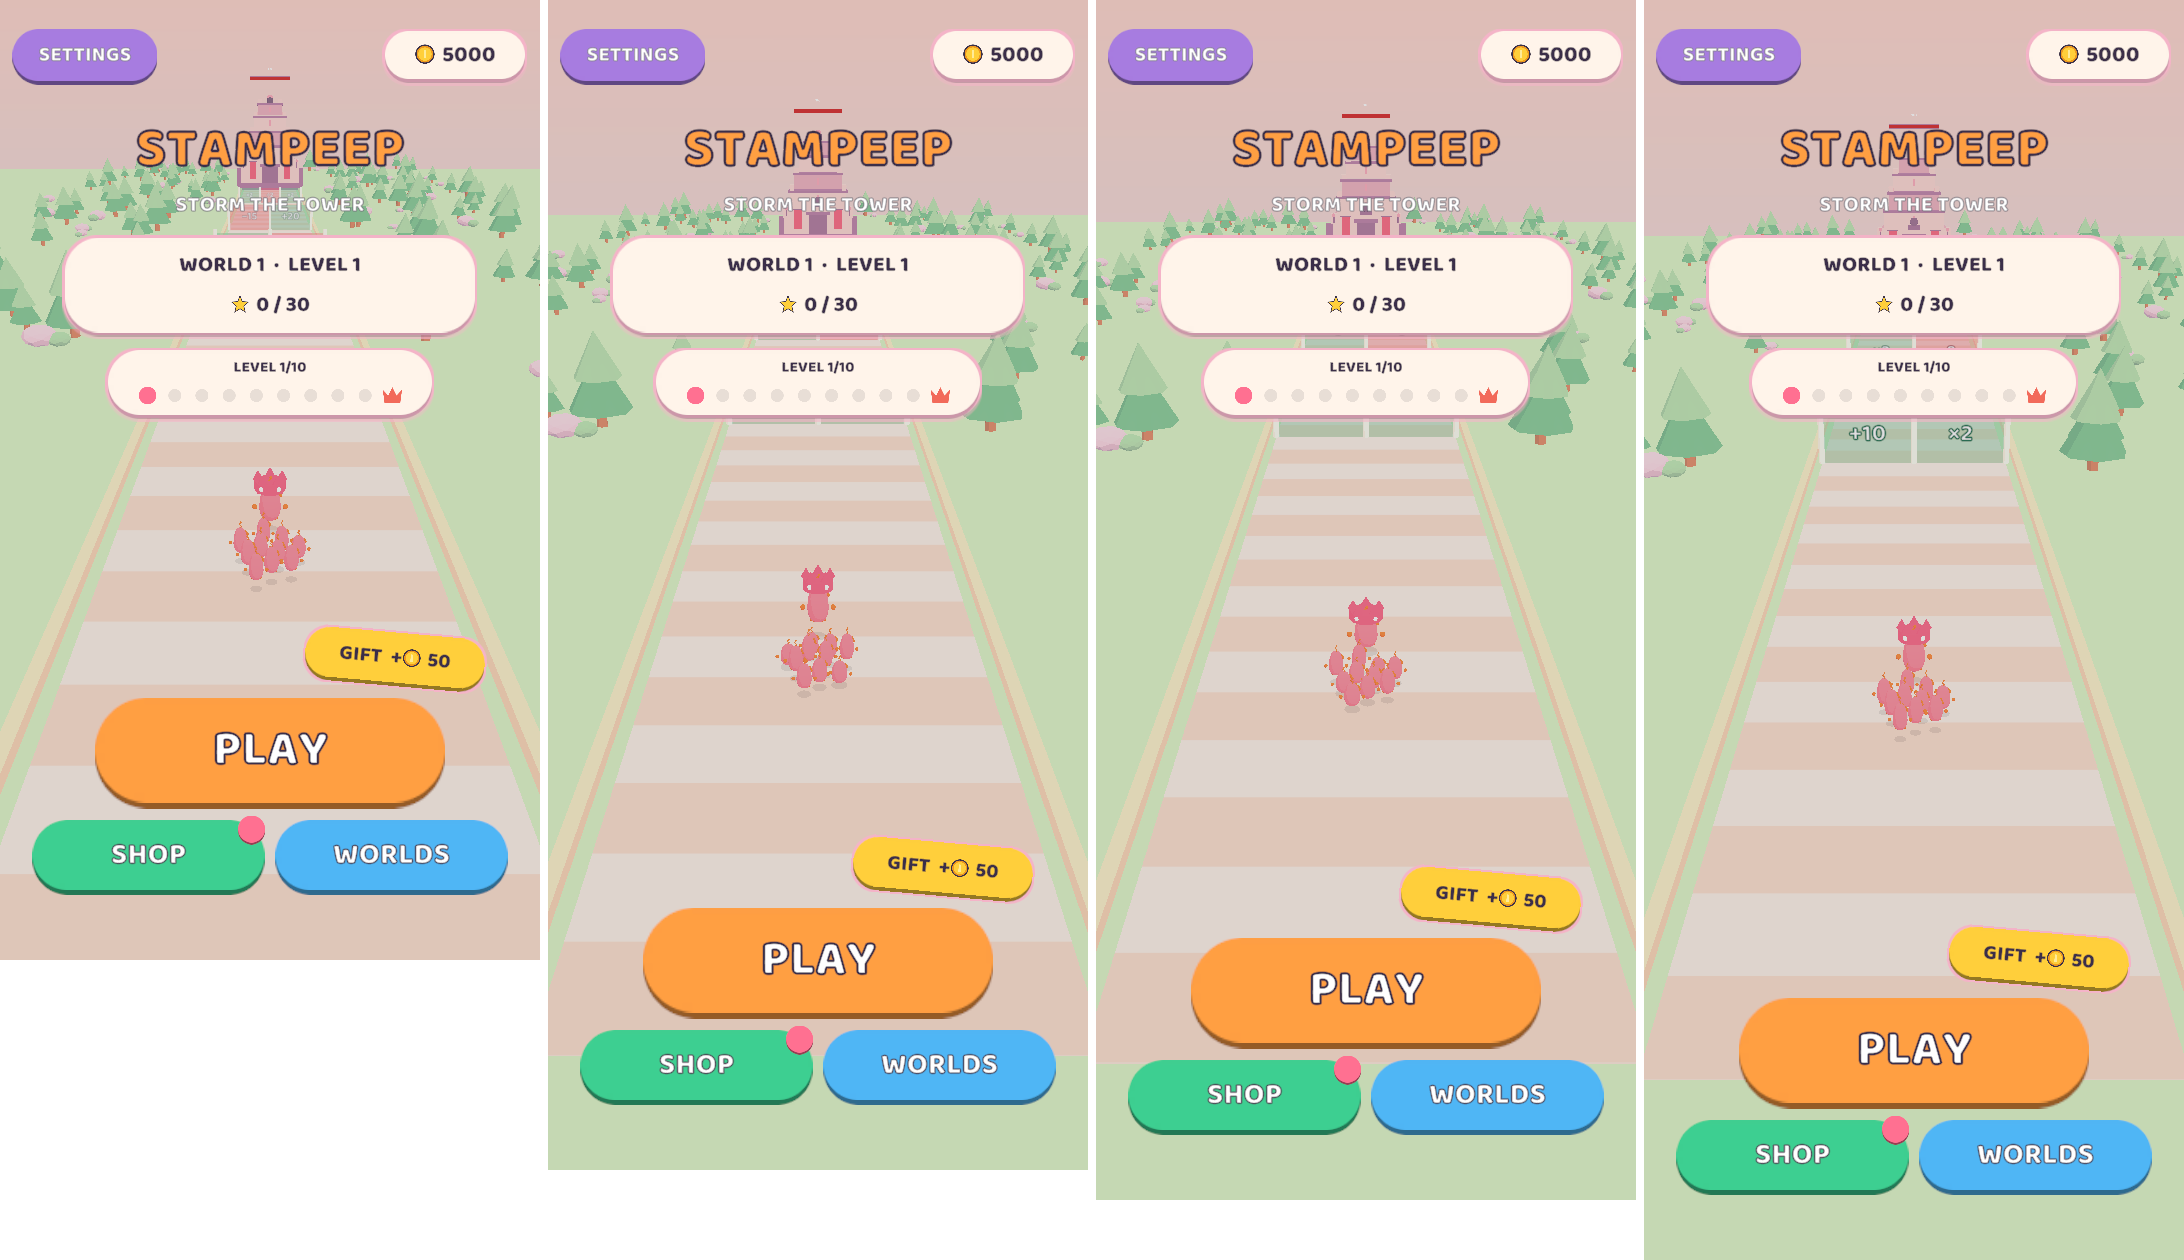 SETTINGS
5000
STAMPEEP
STORM THE TOWER
WORLD 1 · LEVEL 1
0 / 30
LEVEL 1/10
GIFT + 50
PLAY
SHOP
WORLDS
SETTINGS
5000
STAMPEEP
STORM THE TOWER
WORLD 1 · LEVEL 1
0 / 30
LEVEL 1/10
GIFT + 50
PLAY
SHOP
WORLDS
SETTINGS
5000
STAMPEEP
STORM THE TOWER
WORLD 1 · LEVEL 1
0 / 30
LEVEL 1/10
GIFT + 50
PLAY
SHOP
WORLDS
SETTINGS
5000
STAMPEEP
STORM THE TOWER
WORLD 1 · LEVEL 1
0 / 30
LEVEL 1/10
+10 ×2
GIFT + 50
PLAY
SHOP
WORLDS